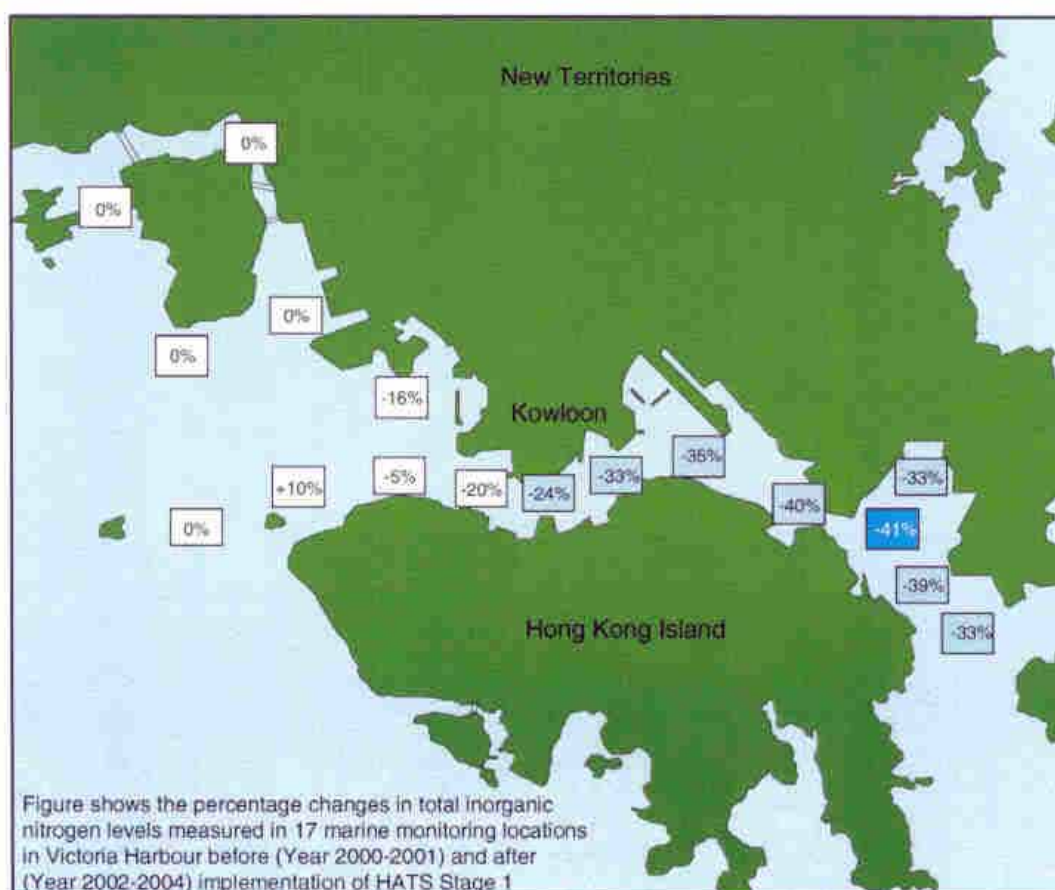 New Territories
0%
0%
0%
0%
-16%
Kowloon
-35%
-5%
-33%
-33%
+10%
-20%
-24%
-40%
0%
-41%
-39%
Hong Kong Island
-33%
Figure shows the percentage changes in total inorganic
nitrogen levels measured in 17 marine monitoring locations
in Victoria Harbour before (Year 2000-2001) and after
(Year 2002-2004) implementation of HATS Stage 1